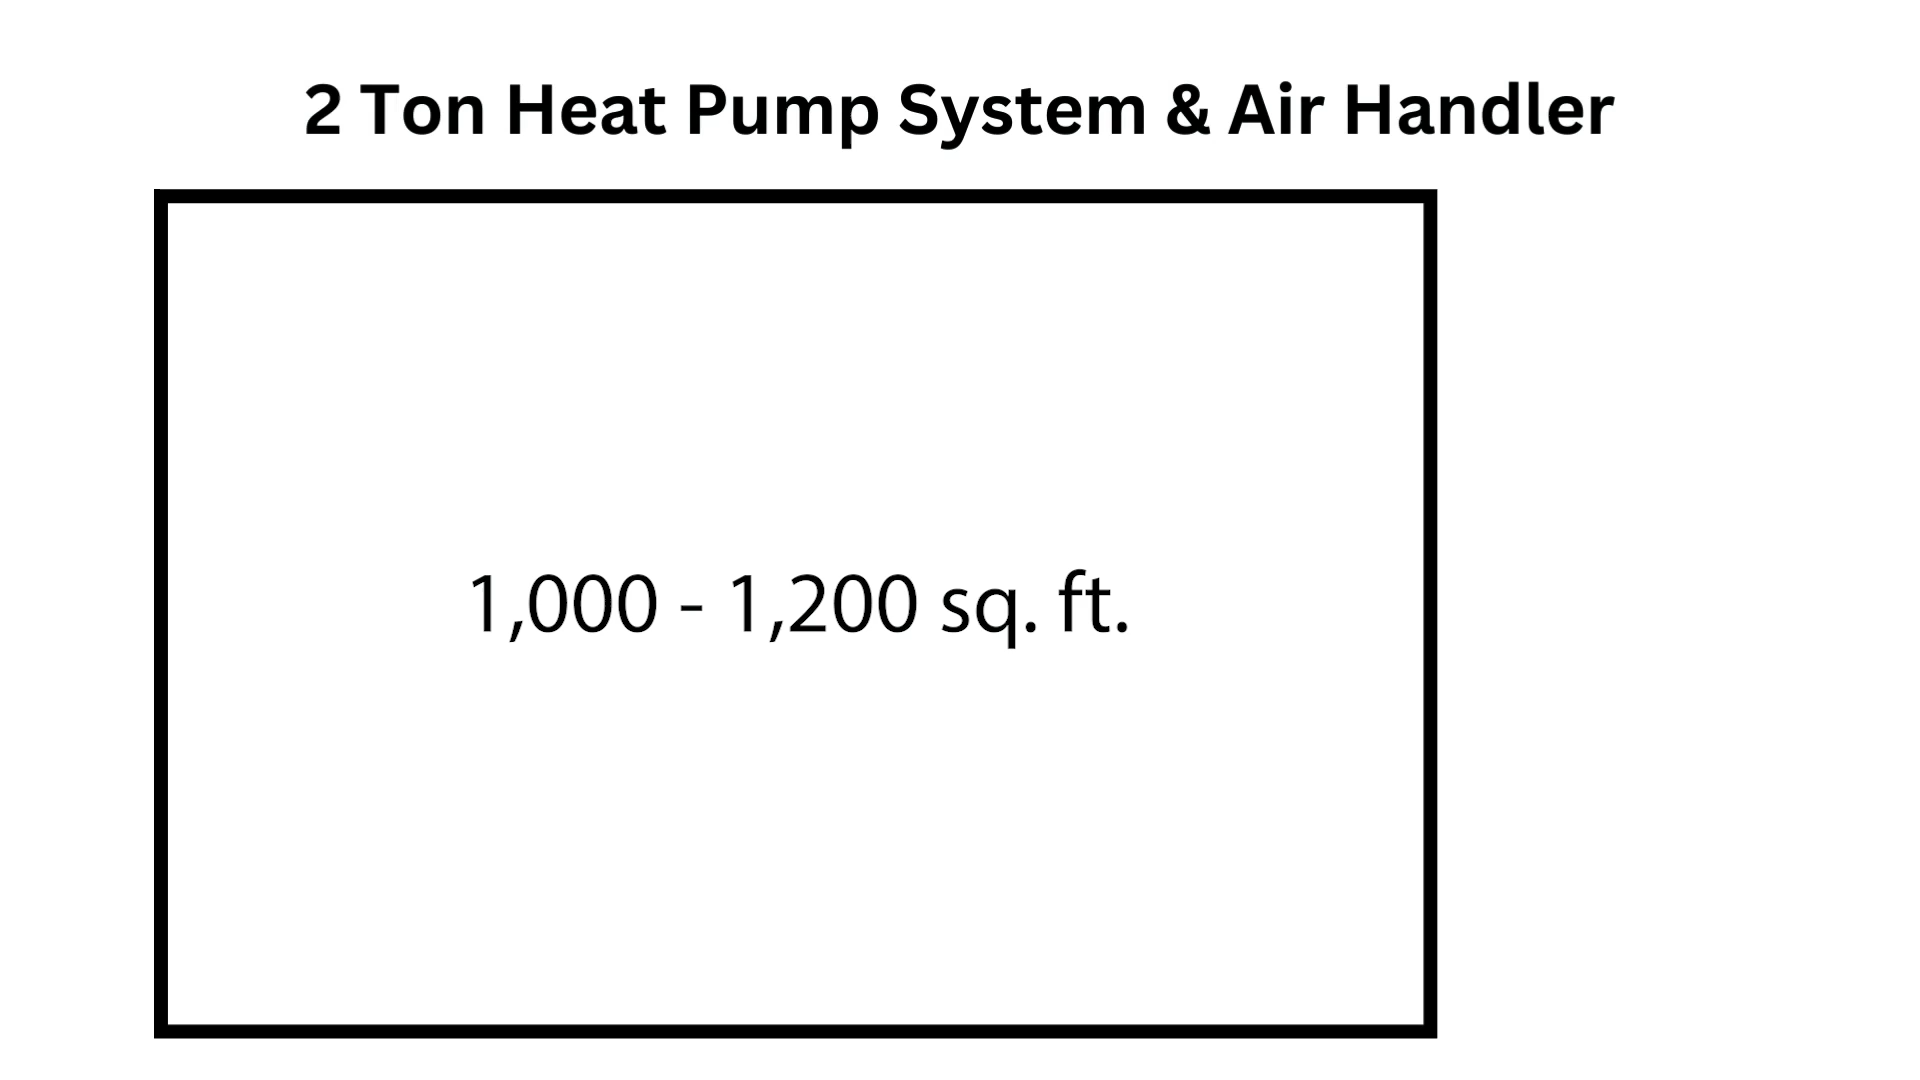 2 Ton Heat Pump System & Air Handler
1,000 - 1,200 sq. ft.